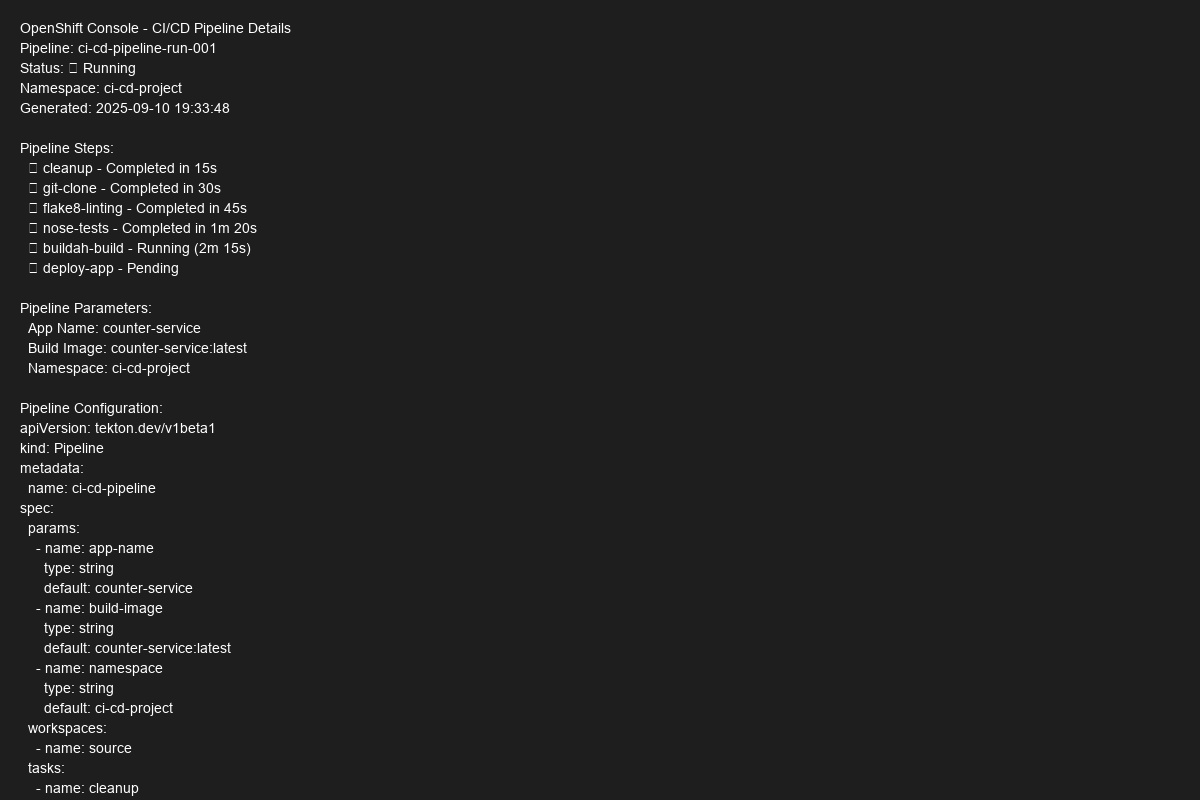 OpenShift Console - CI/CD Pipeline Details
Pipeline: ci-cd-pipeline-run-001
Status: Running
Namespace: ci-cd-project
Generated: 2025-09-10 19:33:48
Pipeline Steps:
cleanup - Completed in 15s
git-clone - Completed in 30s
flake8-linting - Completed in 45s
nose-tests - Completed in 1m 20s
buildah-build - Running (2m 15s)
deploy-app - Pending
Pipeline Parameters:
App Name: counter-service
Build Image: counter-service:latest
Namespace: ci-cd-project
Pipeline Configuration:
apiVersion: tekton.dev/v1beta1
kind: Pipeline
metadata:
name: ci-cd-pipeline
spec:
params:
- name: app-name
type: string
default: counter-service
- name: build-image
type: string
default: counter-service:latest
- name: namespace
type: string
default: ci-cd-project
workspaces:
- name: source
tasks:
- name: cleanup